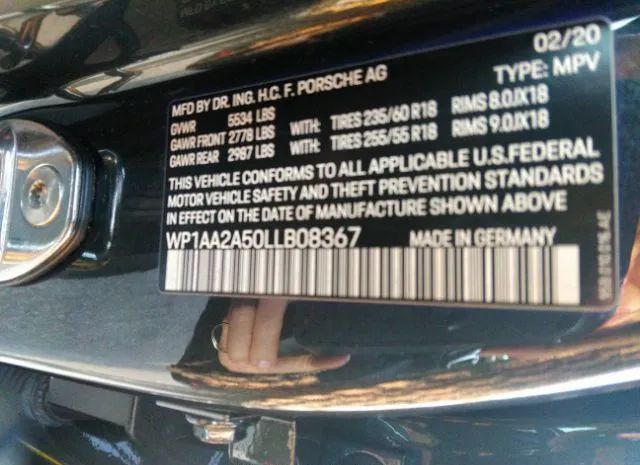 02/20
MFD BY DR. ING. H.C. F. PORSCHE AG TYPE: MPV
GVWR 5534 LBS
GAWR FRONT 2778 LBS WITH: TIRES 235/60 R18 RIMS 8.0JX18
GAWR REAR 2987 LBS WITH: TIRES 255/55 R18 RIMS 9.0JX18
THIS VEHICLE CONFORMS TO ALL APPLICABLE U.S.FEDERAL
MOTOR VEHICLE SAFETY AND THEFT PREVENTION STANDARDS
IN EFFECT ON THE DATE OF MANUFACTURE SHOWN ABOVE
WP1AA2A50LLB08367 MADE IN GERMANY